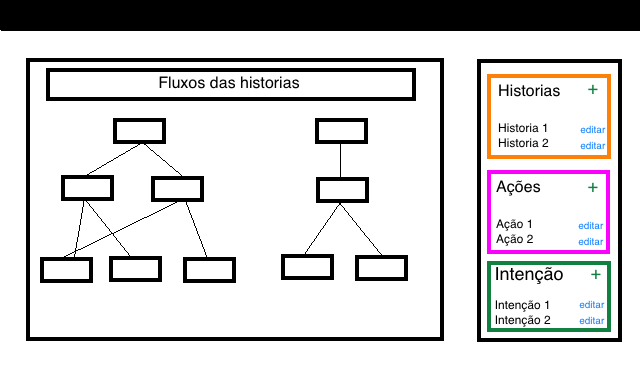 Fluxos das historias
Historias +
Historia 1 editar
Historia 2 editar
Ações +
Ação 1 editar
Ação 2 editar
Intenção +
Intenção 1 editar
Intenção 2 editar